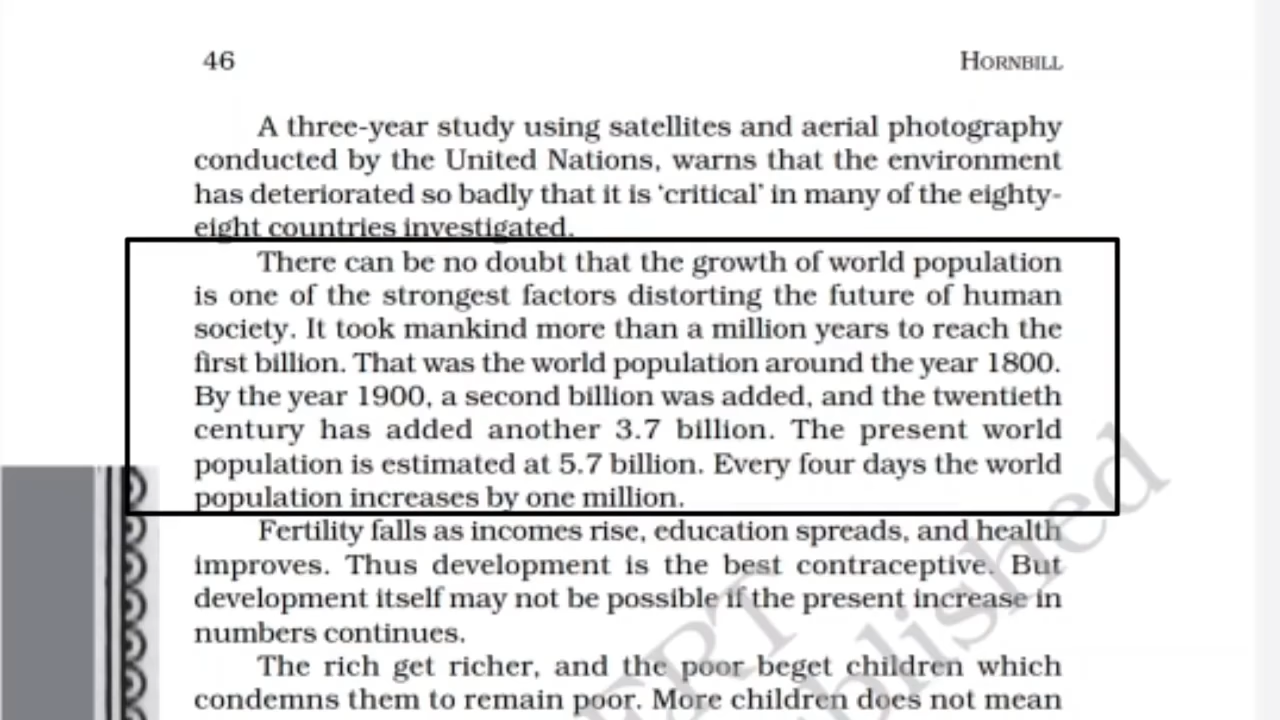 46 HORNBILL
A three-year study using satellites and aerial photography
conducted by the United Nations, warns that the environment
has deteriorated so badly that it is ‘critical’ in many of the eighty-
eight countries investigated.
There can be no doubt that the growth of world population
is one of the strongest factors distorting the future of human
society. It took mankind more than a million years to reach the
first billion. That was the world population around the year 1800.
By the year 1900, a second billion was added, and the twentieth
century has added another 3.7 billion. The present world
population is estimated at 5.7 billion. Every four days the world
population increases by one million.
Fertility falls as incomes rise, education spreads, and health
improves. Thus development is the best contraceptive. But
development itself may not be possible if the present increase in
numbers continues.
The rich get richer, and the poor beget children which
condemns them to remain poor. More children does not mean